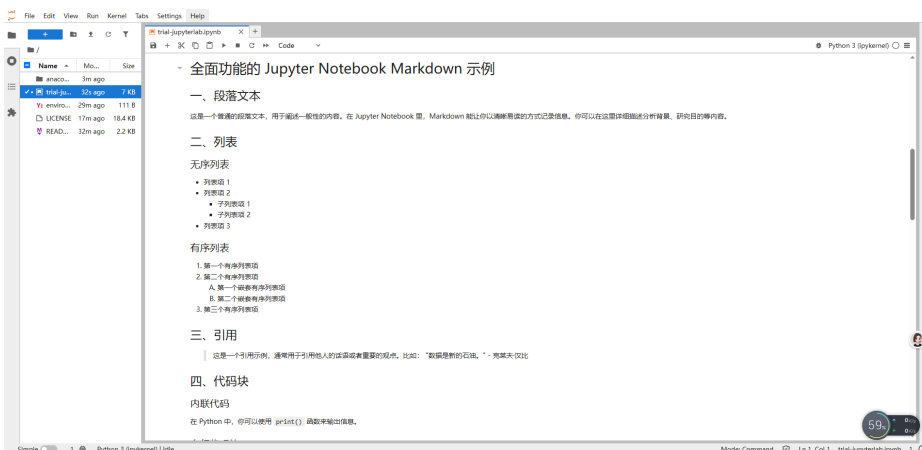 File Edit View Run Kernel Tabs Settings Help
trial-jupyterlab.ipynb
Code
Python 3 (ipykernel)
/
Name Mo... Size
anaco... 3m ago
trial-ju... 32s ago 7 KB
enviro... 29m ago 111 B
LICENSE 17m ago 18.4 KB
READ... 32m ago 2.2 KB
全面功能的 Jupyter Notebook Markdown 示例
一、段落文本
这是一个普通的段落文本，用于阐述一般性的内容。在 Jupyter Notebook 里，Markdown 能让你以清晰易读的方式记录信息。你可以在这里详细描述分析背景、研究目的等内容。
二、列表
无序列表
列表项 1
列表项 2
子列表项 1
子列表项 2
列表项 3
有序列表
1. 第一个有序列表项
2. 第二个有序列表项
A. 第一个嵌套有序列表项
B. 第二个嵌套有序列表项
3. 第三个有序列表项
三、引用
这是一个引用示例，通常用于引用他人的话语或者重要的观点。比如：“数据是新的石油。” - 克莱夫·汉比
四、代码块
内联代码
在 Python 中，你可以使用 print() 函数来输出信息。
59%
Simple 1 Python 3 (ipykernel) | Idle
Mode: Command Ln 1, Col 1 trial-jupyterlab.ipynb 1